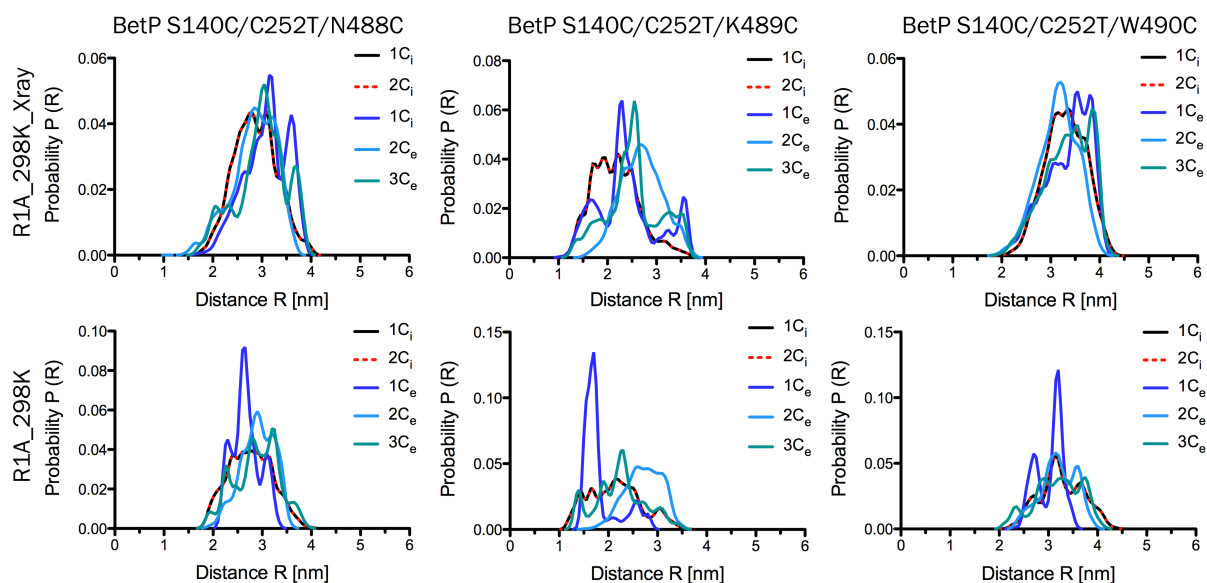 BetP S140C/C252T/N488C
BetP S140C/C252T/K489C
BetP S140C/C252T/W490C
R1A_298K_Xray
Probability P (R)
0.06
0.04
0.02
0.00
0 1 2 3 4 5 6
Distance R [nm]
1Ci
2Ci
1Ci
2Ce
3Ce
Probability P (R)
0.08
0.06
0.04
0.02
0.00
0 1 2 3 4 5 6
Distance R [nm]
1Ci
2Ci
1Ce
2Ce
3Ce
Probability P (R)
0.06
0.04
0.02
0.00
0 1 2 3 4 5 6
Distance R [nm]
1Ci
2Ci
1Ce
2Ce
3Ce
R1A_298K
Probability P (R)
0.10
0.08
0.06
0.04
0.02
0.00
0 1 2 3 4 5 6
Distance R [nm]
1Ci
2Ci
1Ce
2Ce
3Ce
Probability P (R)
0.15
0.10
0.05
0.00
0 1 2 3 4 5 6
Distance R [nm]
1Ci
2Ci
1Ce
2Ce
3Ce
Probability P (R)
0.15
0.10
0.05
0.00
0 1 2 3 4 5 6
Distance R [nm]
1Ci
2Ci
1Ce
2Ce
3Ce